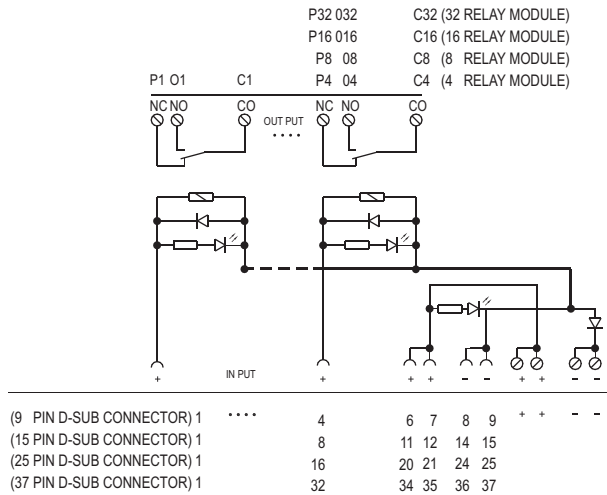 P32 032 C32 (32 RELAY MODULE)
P16 016 C16 (16 RELAY MODULE)
P8 08 C8 (8 RELAY MODULE)
P1 O1 C1 P4 04 C4 (4 RELAY MODULE)
NC NO CO NC NO CO
OUT PUT
• • • •
+ IN PUT + + + – – + + – –
(9 PIN D-SUB CONNECTOR) 1 • • • • 4 6 7 8 9 + + – –
(15 PIN D-SUB CONNECTOR) 1 8 11 12 14 15
(25 PIN D-SUB CONNECTOR) 1 16 20 21 24 25
(37 PIN D-SUB CONNECTOR) 1 32 34 35 36 37